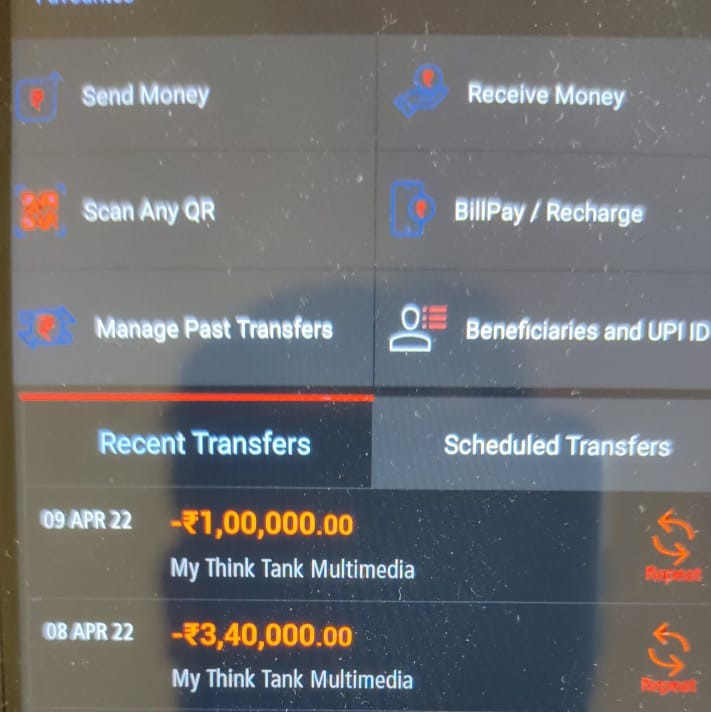 Favourites
Send Money
Receive Money
Scan Any QR
BillPay / Recharge
Manage Past Transfers
Beneficiaries and UPI ID
Recent Transfers
Scheduled Transfers
09 APR 22
-₹1,00,000.00
My Think Tank Multimedia
Repeat
08 APR 22
-₹3,40,000.00
My Think Tank Multimedia
Repeat